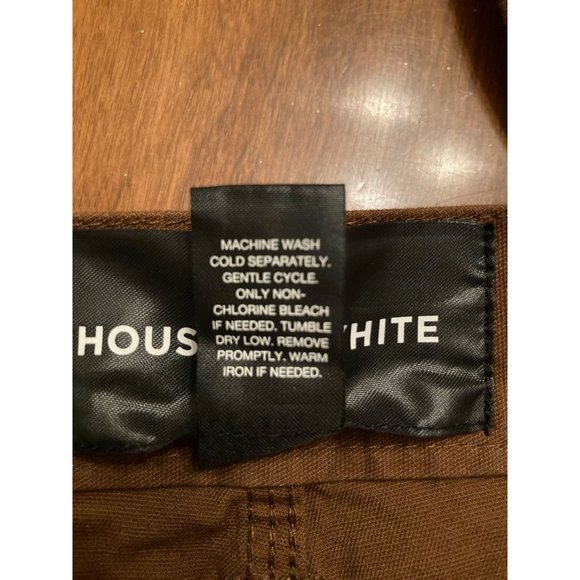 MACHINE WASH
COLD SEPARATELY.
GENTLE CYCLE.
ONLY NON-
CHLORINE BLEACH
IF NEEDED. TUMBLE
DRY LOW. REMOVE
PROMPTLY. WARM
IRON IF NEEDED.
HOUS HITE